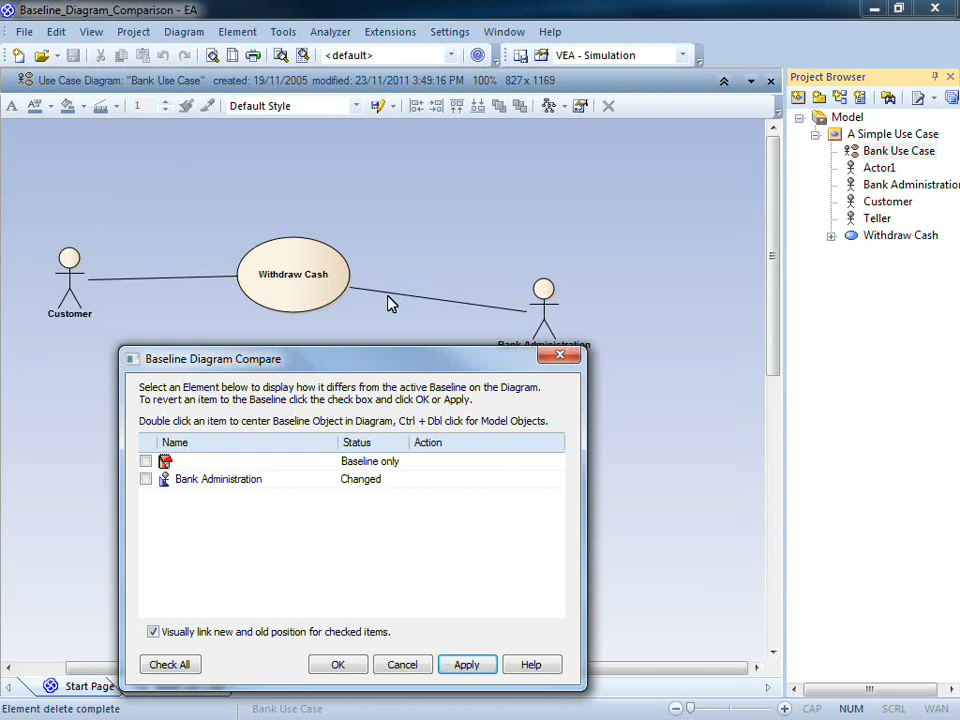 Baseline_Diagram_Comparison - EA
File Edit View Project Diagram Element Tools Analyzer Extensions Settings Window Help
<default> VEA - Simulation
Use Case Diagram: "Bank Use Case" created: 19/11/2005 modified: 23/11/2011 3:49:16 PM 100% 827 x 1169
A 1 Default Style
Project Browser
Model
A Simple Use Case
Bank Use Case
Actor1
Bank Administratio
Customer
Teller
Withdraw Cash
Withdraw Cash
Customer
Bank Administration
Baseline Diagram Compare
Select an Element below to display how it differs from the active Baseline on the Diagram.
To revert an item to the Baseline click the check box and click OK or Apply.
Double click an item to center Baseline Object in Diagram, Ctrl + Dbl click for Model Objects.
Name Status Action
Baseline only
Bank Administration Changed
Visually link new and old position for checked items.
Check All OK Cancel Apply Help
Start Page
Element delete complete Bank Use Case CAP NUM SCRL WAN